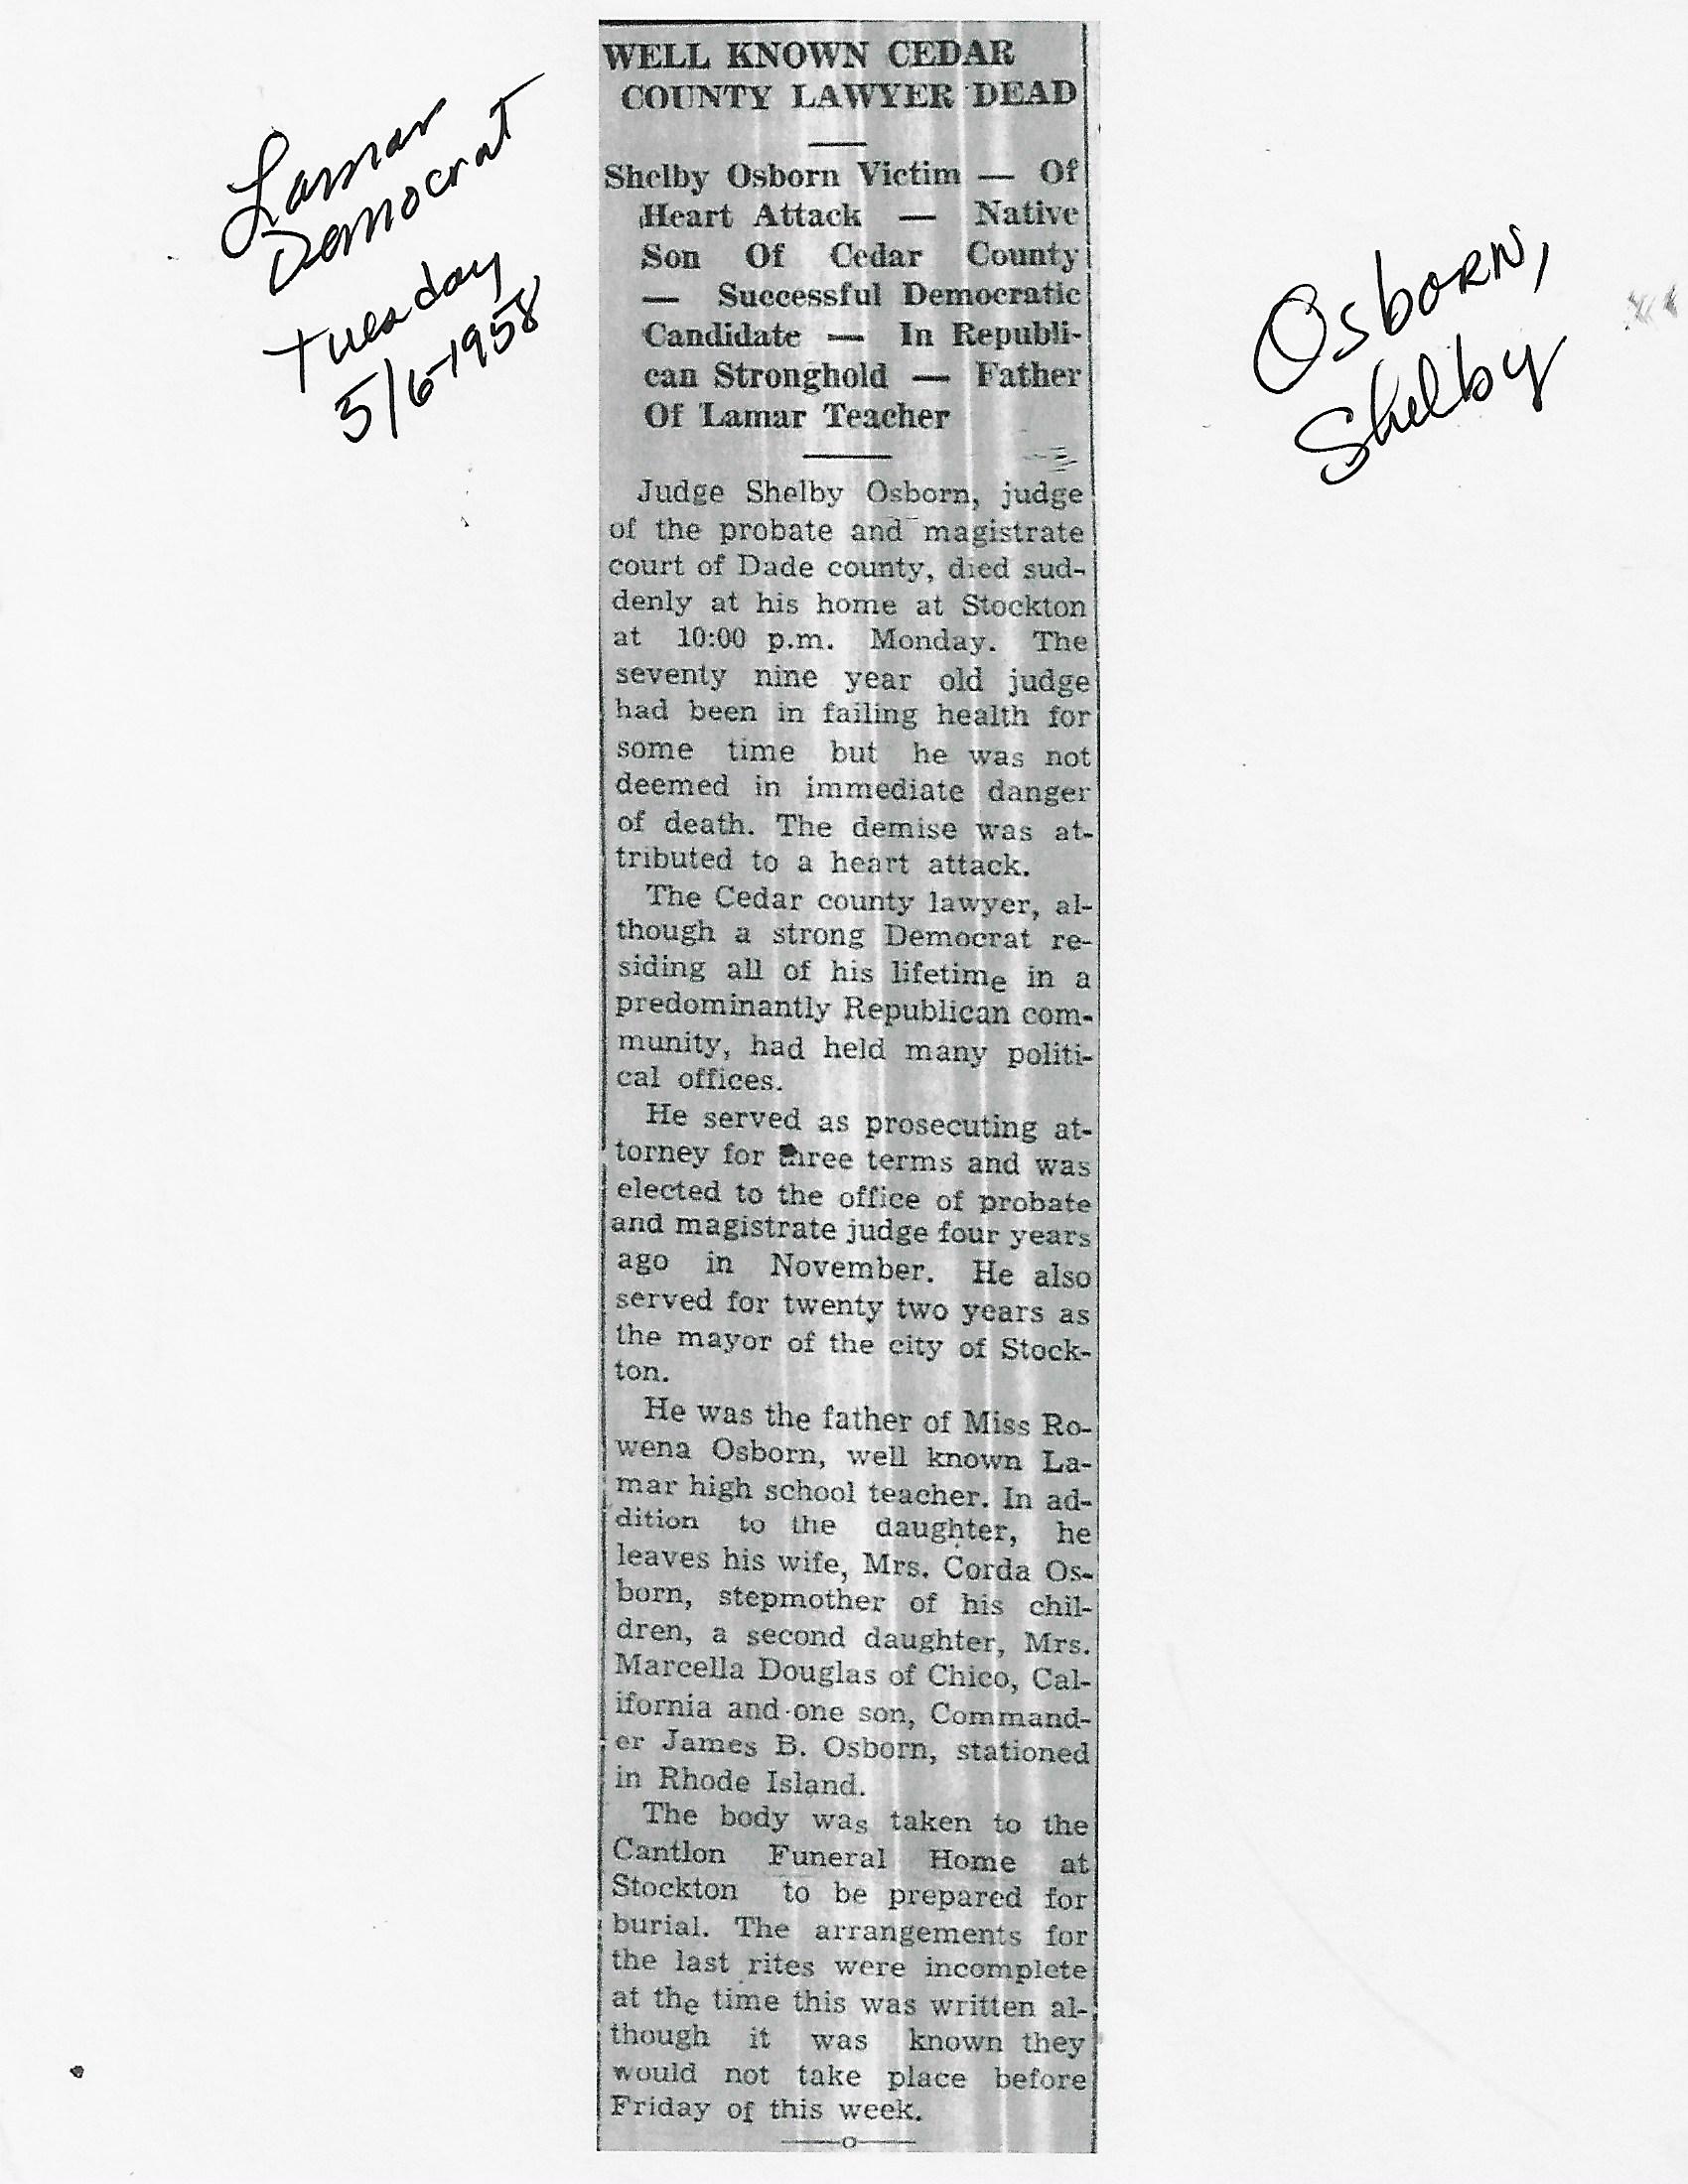 Lamar
Democrat
Tuesday
5/6-1958
Osborn,
Shelby
WELL KNOWN CEDAR
COUNTY LAWYER DEAD
Shelby Osborn Victim — Of
Heart Attack — Native
Son Of Cedar County
— Successful Democratic
Candidate — In Republi-
can Stronghold — Father
Of Lamar Teacher
Judge Shelby Osborn, judge
of the probate and magistrate
court of Dade county, died sud-
denly at his home at Stockton
at 10:00 p.m. Monday. The
seventy nine year old judge
had been in failing health for
some time but he was not
deemed in immediate danger
of death. The demise was at-
tributed to a heart attack.
The Cedar county lawyer, al-
though a strong Democrat re-
siding all of his lifetime in a
predominantly Republican com-
munity, had held many politi-
cal offices.
He served as prosecuting at-
torney for three terms and was
elected to the office of probate
and magistrate judge four years
ago in November. He also
served for twenty two years as
the mayor of the city of Stock-
ton.
He was the father of Miss Ro-
wena Osborn, well known La-
mar high school teacher. In ad-
dition to the daughter, he
leaves his wife, Mrs. Corda Os-
born, stepmother of his chil-
dren, a second daughter, Mrs.
Marcella Douglas of Chico, Cal-
ifornia and one son, Command-
er James B. Osborn, stationed
in Rhode Island.
The body was taken to the
Cantlon Funeral Home at
Stockton to be prepared for
burial. The arrangements for
the last rites were incomplete
at the time this was written al-
though it was known they
would not take place before
Friday of this week.